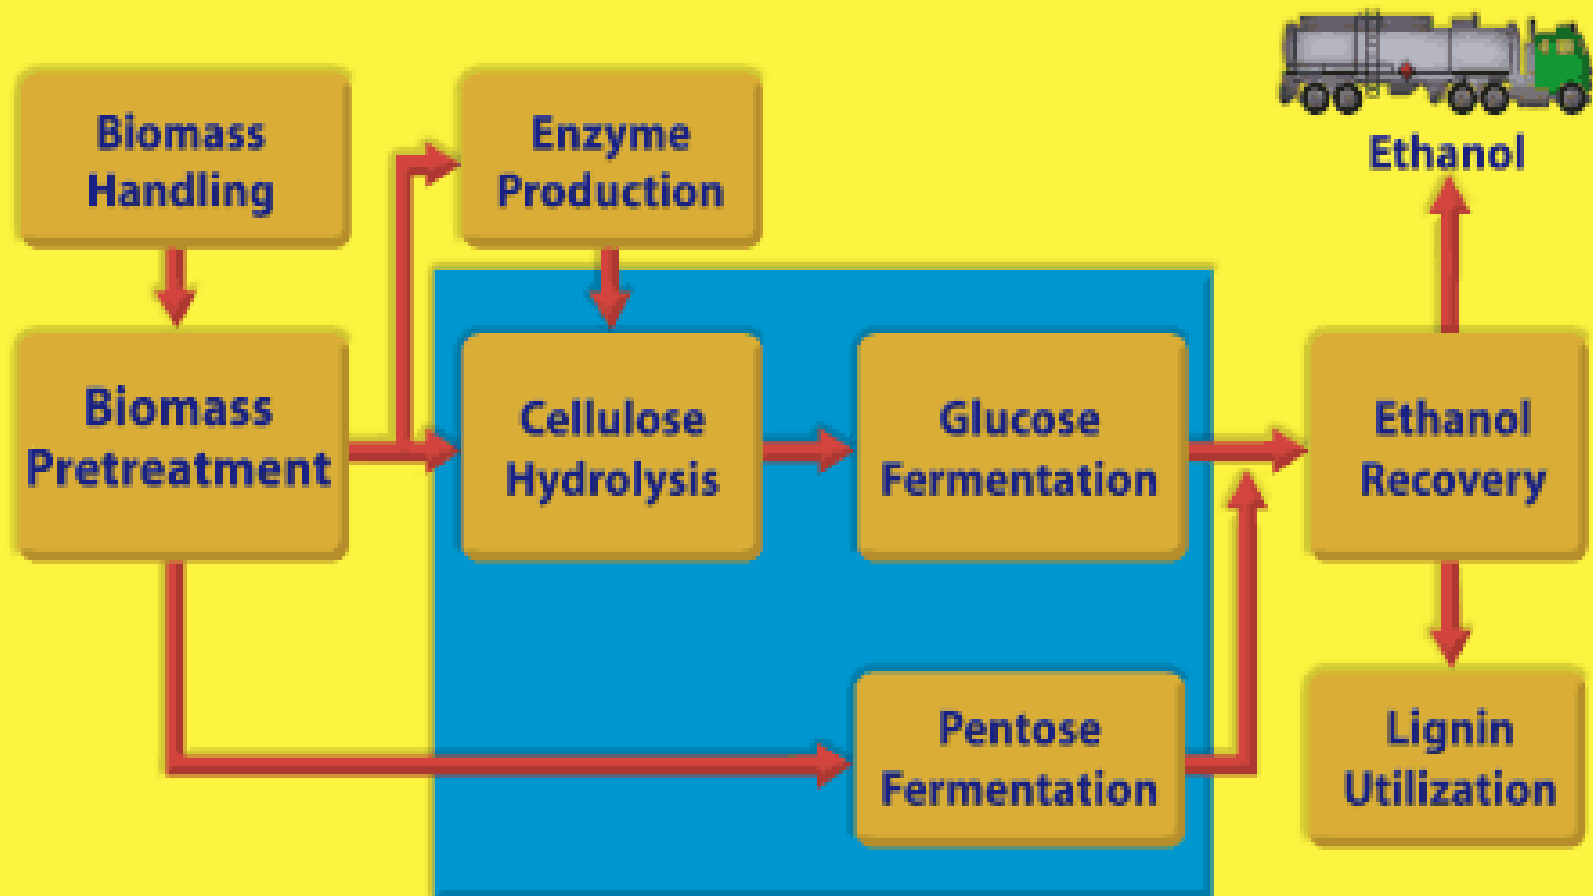 Biomass
Handling
Enzyme
Production
Ethanol
Biomass
Pretreatment
Cellulose
Hydrolysis
Glucose
Fermentation
Ethanol
Recovery
Pentose
Fermentation
Lignin
Utilization